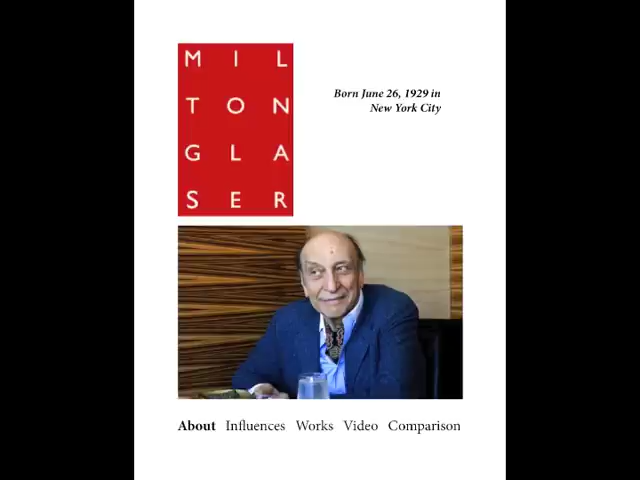 M I L
T O N
G L A
S E R
Born June 26, 1929 in
New York City
About Influences Works Video Comparison